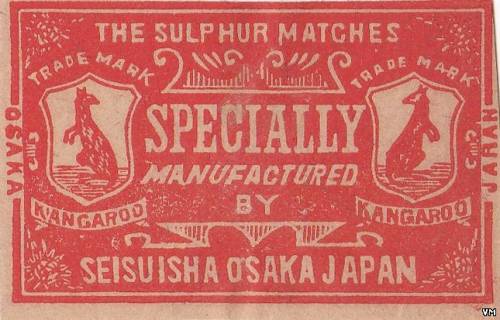 THE SULPHUR MATCHES
TRADE MARK
TRADE MARK
OSAKA
SPECIALLY
MANUFACTURED
BY
KANGAROO
KANGAROO
JAPAN
SEISUISHA OSAKA JAPAN
VM